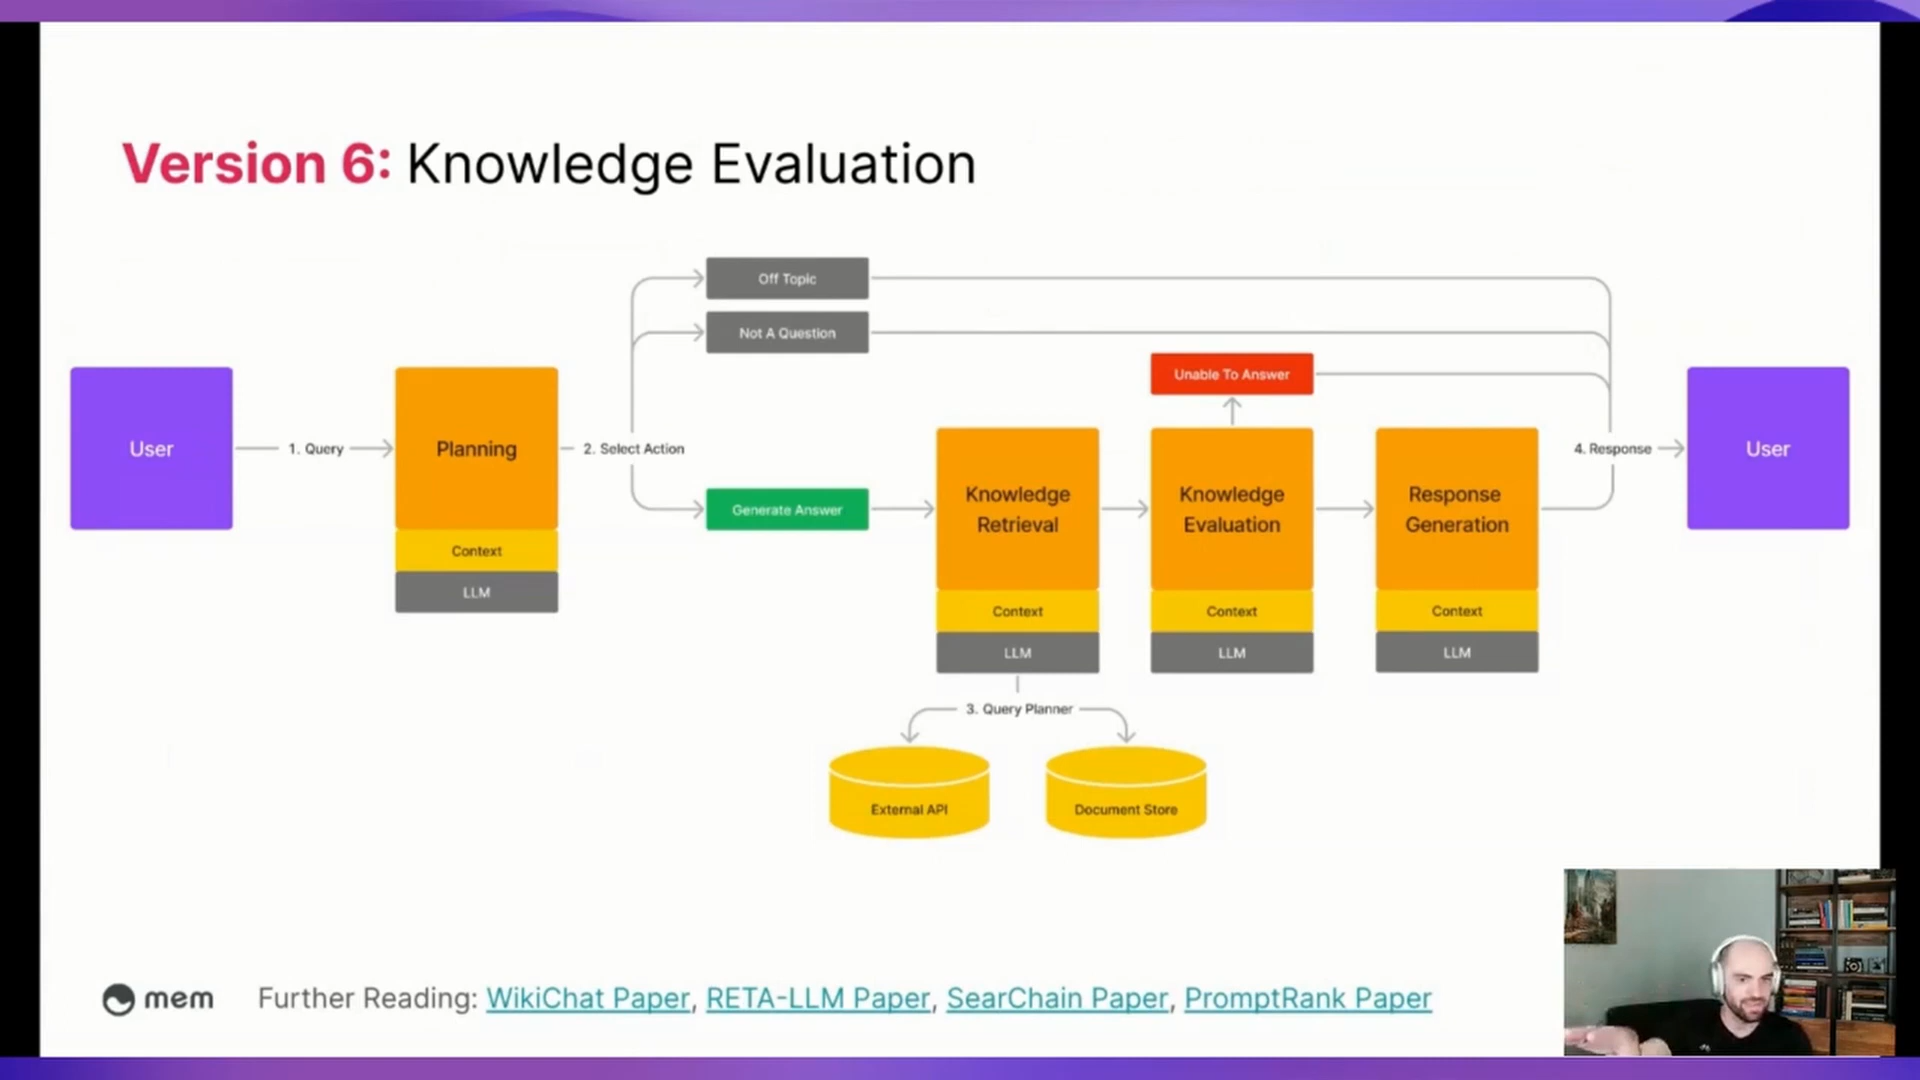 Version 6: Knowledge Evaluation
Off Topic
Not A Question
Unable To Answer
User
1. Query
Planning
2. Select Action
4. Response
User
Generate Answer
Knowledge
Retrieval
Knowledge
Evaluation
Response
Generation
Context
LLM
Context
LLM
Context
LLM
Context
LLM
3. Query Planner
External API
Document Store
mem
Further Reading: WikiChat Paper, RETA-LLM Paper, SearChain Paper, PromptRank Paper